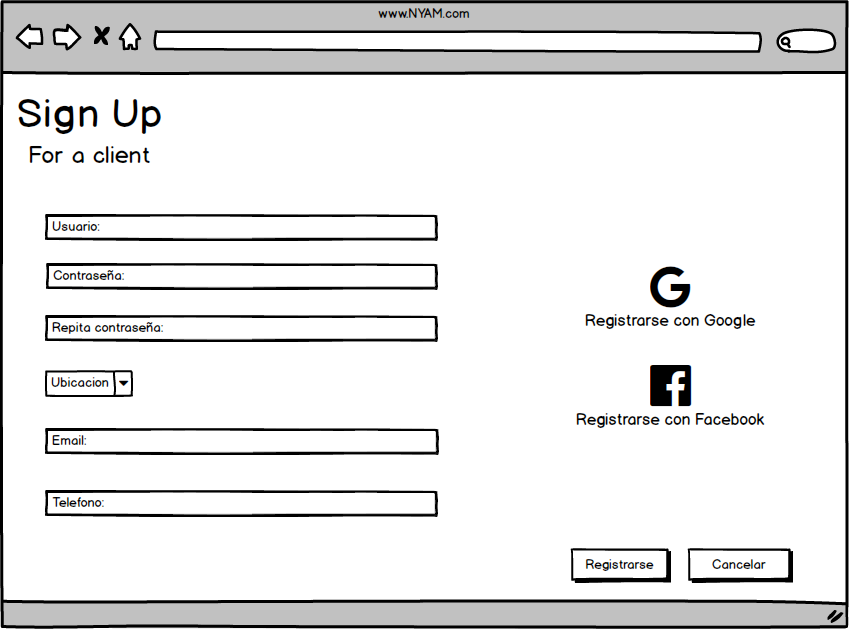 www.NYAM.com
Sign Up
For a client
Usuario:
Contraseña:
Repita contraseña:
Ubicacion
Email:
Telefono:
Registrarse con Google
Registrarse con Facebook
Registrarse
Cancelar